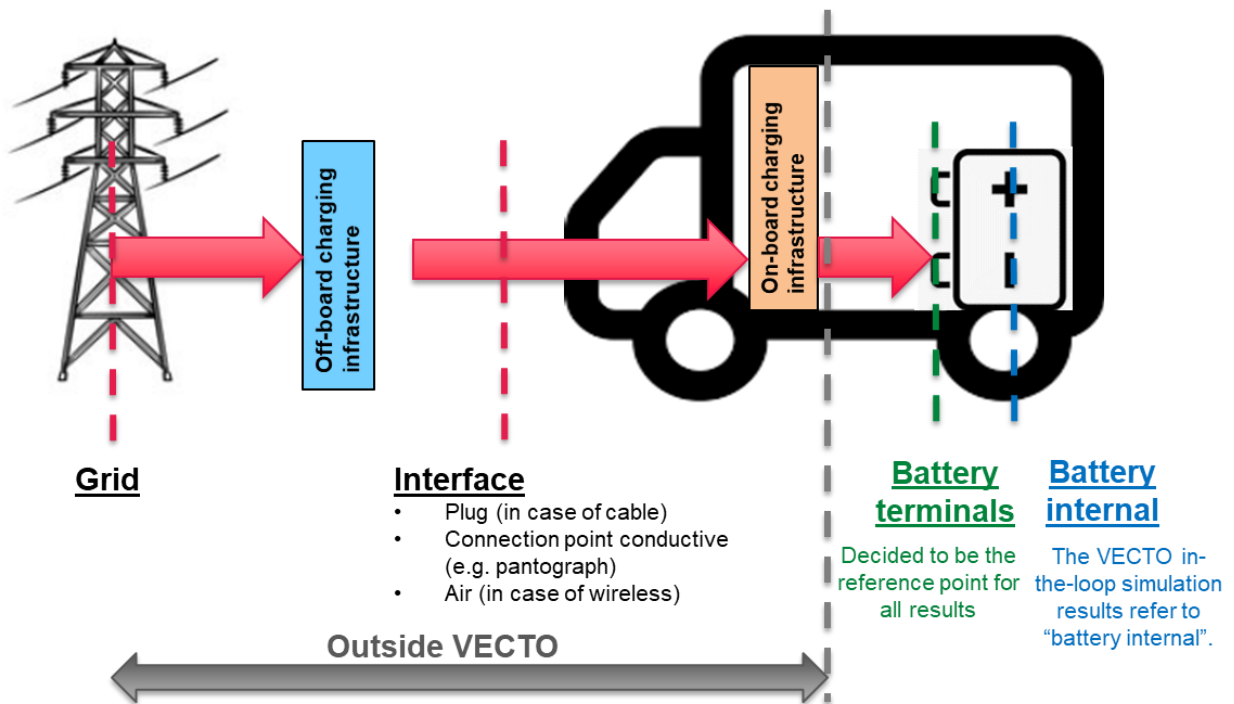 Off-board charging
infrastructure
On-board charging
infrastructure
Grid
Interface
• Plug (in case of cable)
• Connection point conductive
(e.g. pantograph)
• Air (in case of wireless)
Battery
terminals
Decided to be the
reference point for
all results
Battery
internal
The VECTO in-
the-loop simulation
results refer to
“battery internal”.
Outside VECTO